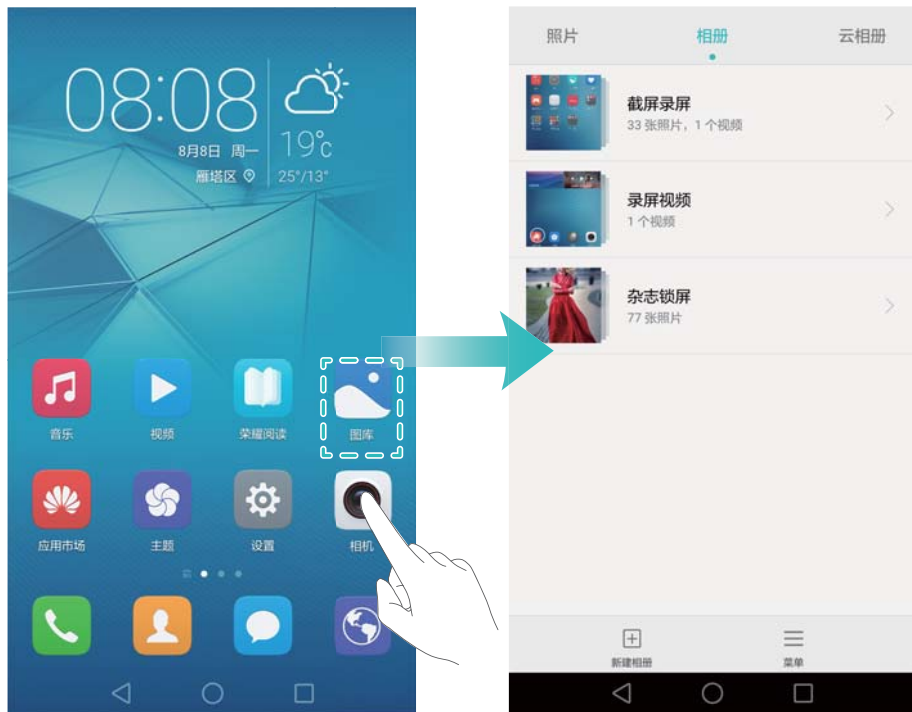 08:08
8月8日 周一
雁塔区
19°c
25°/13°
音乐
视频
荣耀阅读
图库
应用市场
主题
设置
相机
照片
相册
云相册
截屏录屏
33 张照片，1 个视频
录屏视频
1 个视频
杂志锁屏
77 张照片
新建相册
菜单